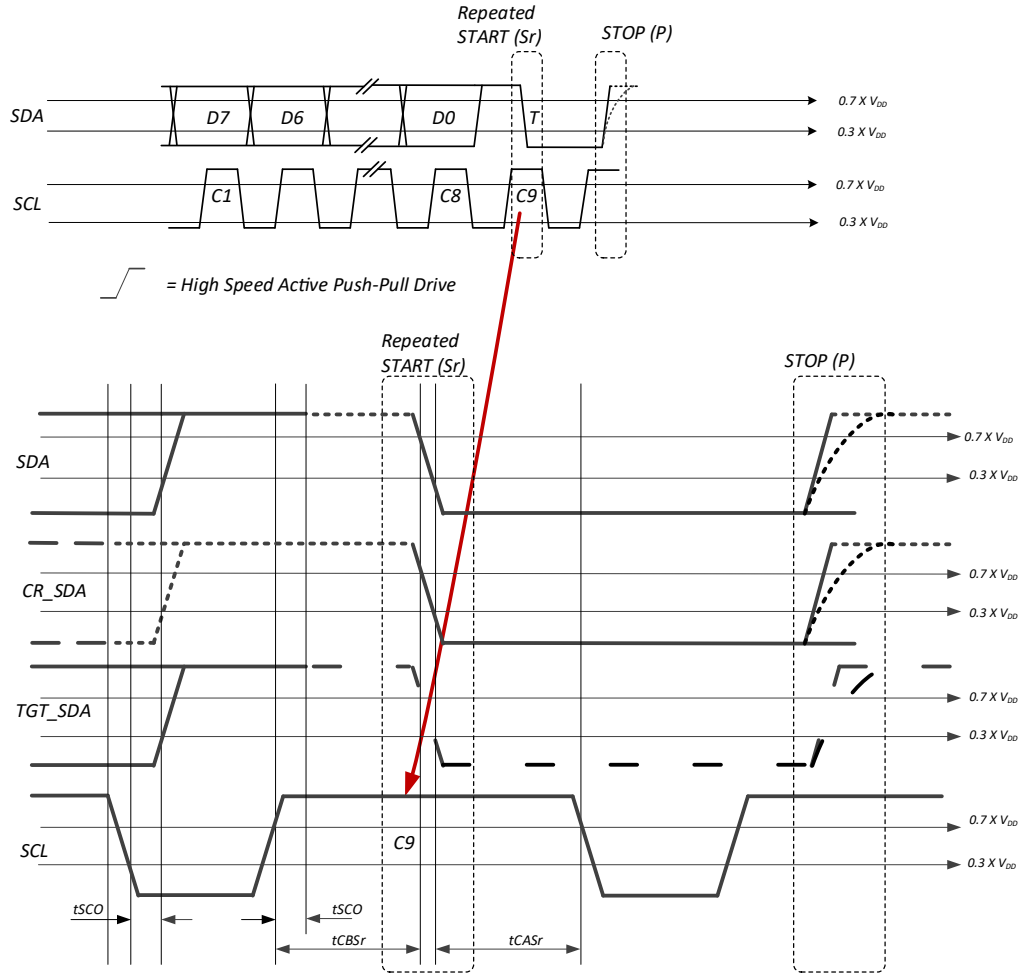 Repeated
START (Sr)
STOP (P)
SDA
D7
D6
D0
T
0.7 X VDD
0.3 X VDD
SCL
C1
C8
C9
0.7 X VDD
0.3 X VDD
= High Speed Active Push-Pull Drive
Repeated
START (Sr)
STOP (P)
SDA
0.7 X VDD
0.3 X VDD
CR_SDA
0.7 X VDD
0.3 X VDD
TGT_SDA
0.7 X VDD
0.3 X VDD
SCL
C9
0.7 X VDD
0.3 X VDD
tSCO
tSCO
tCBSr
tCASr